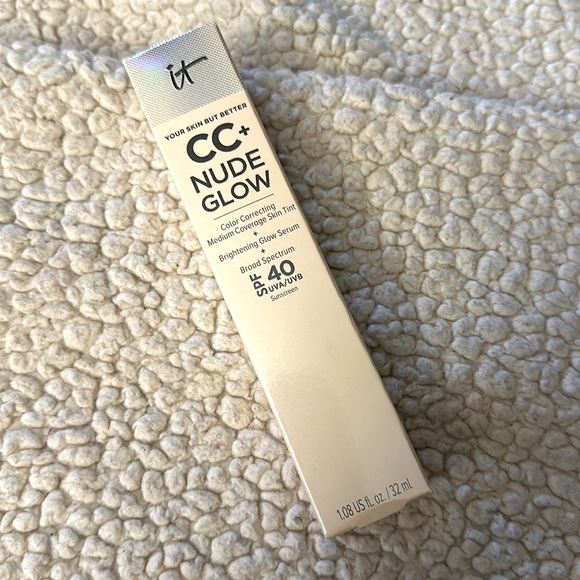 it
YOUR SKIN BUT BETTER
CC+
NUDE
GLOW
Color Correcting
Medium Coverage Skin Tint
+
Brightening Glow Serum
+
Broad Spectrum
SPF 40
UVA/UVB
Sunscreen
1.08 US fl. oz. / 32 ml